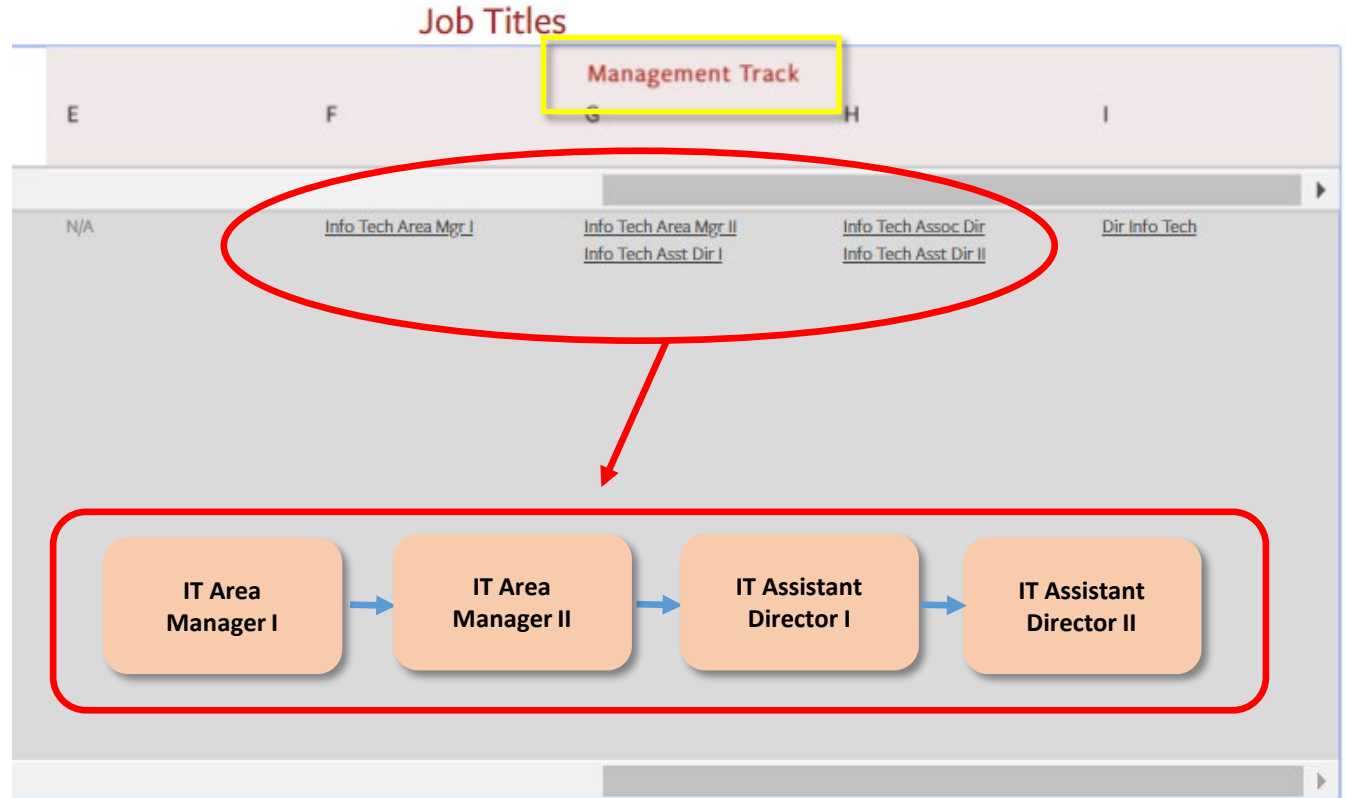 Job Titles
Management Track
E F G H I
N/A Info Tech Area Mgr I Info Tech Area Mgr II Info Tech Assoc Dir Dir Info Tech
Info Tech Asst Dir I Info Tech Asst Dir II
IT Area
Manager I
IT Area
Manager II
IT Assistant
Director I
IT Assistant
Director II